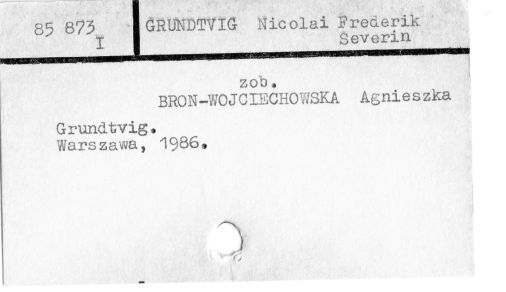 85 873 I
GRUNDTVIG Nicolai Frederik
Severin
zob.
BRON-WOJCIECHOWSKA Agnieszka
Grundtvig.
Warszawa, 1986.